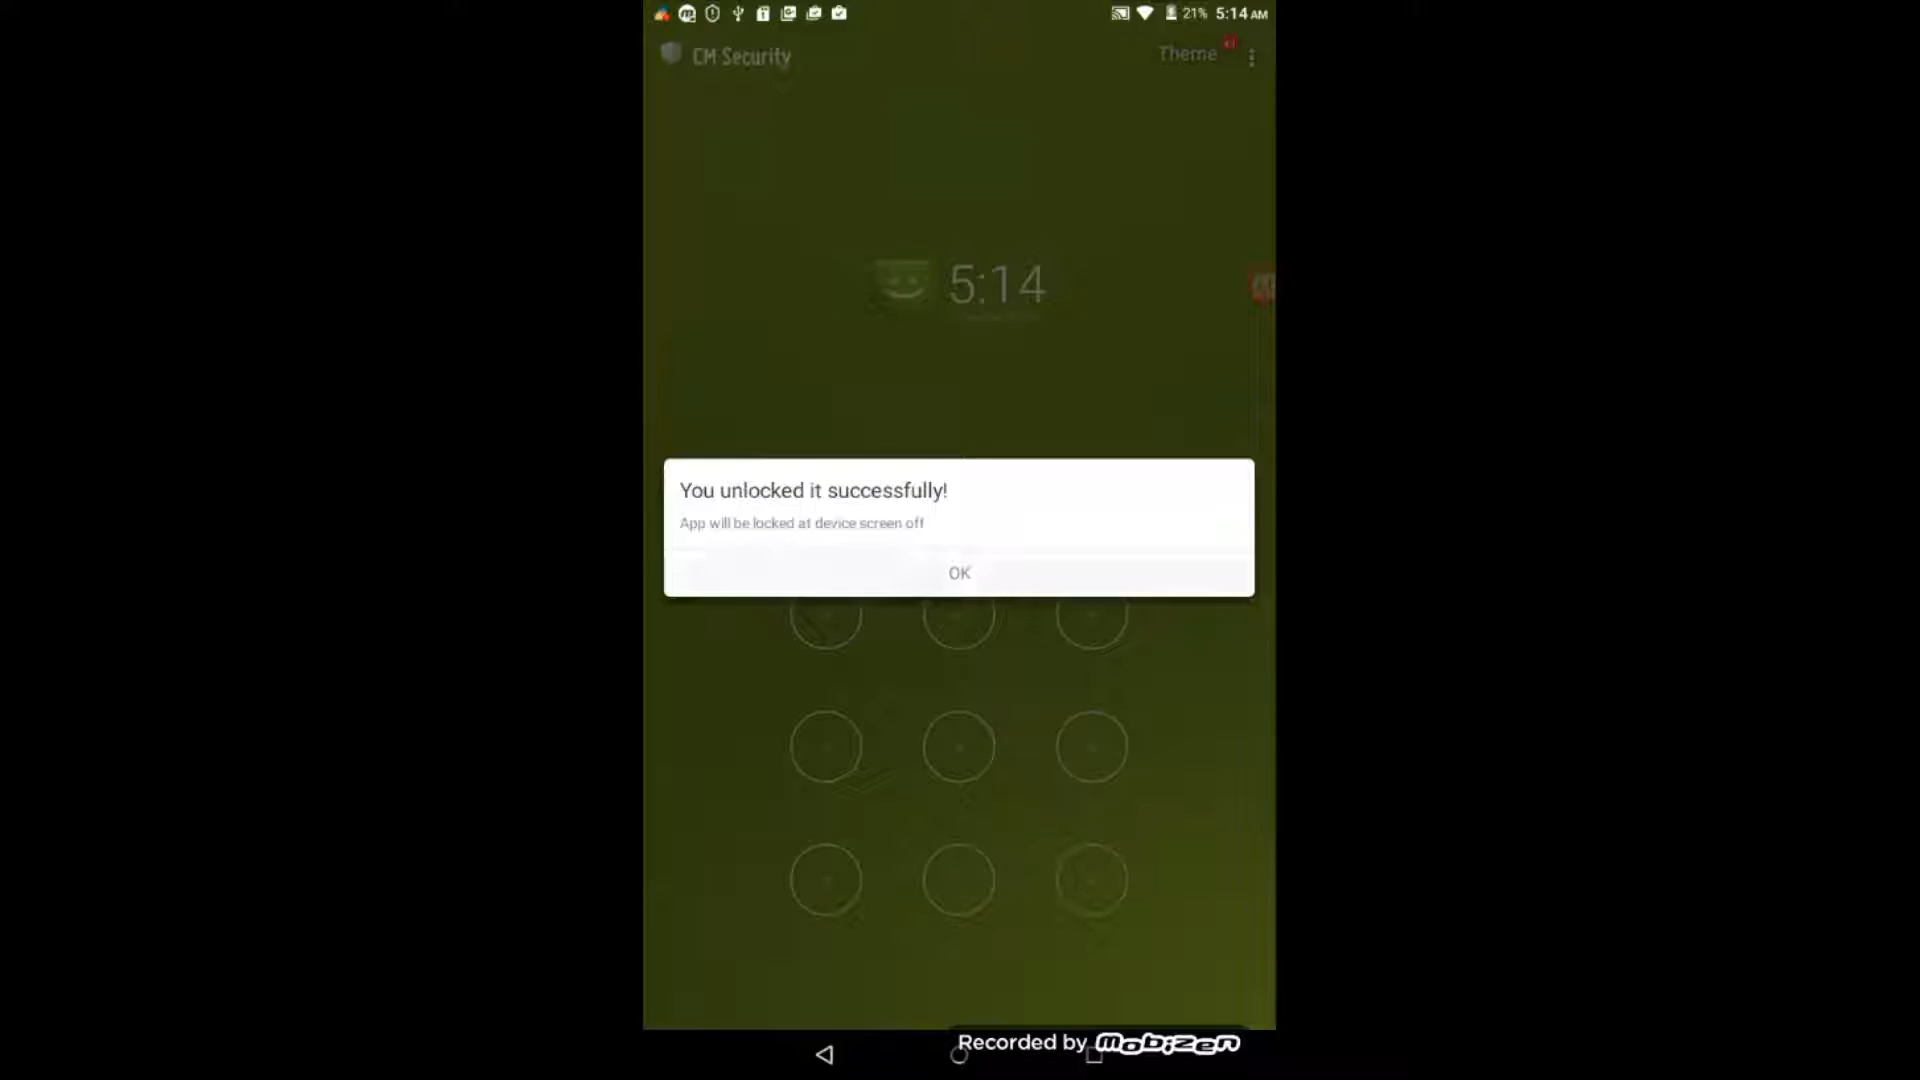 21% 5:14 AM
CM Security
Theme
5:14
You unlocked it successfully!
App will be locked at device screen off
OK
Recorded by Mobizen